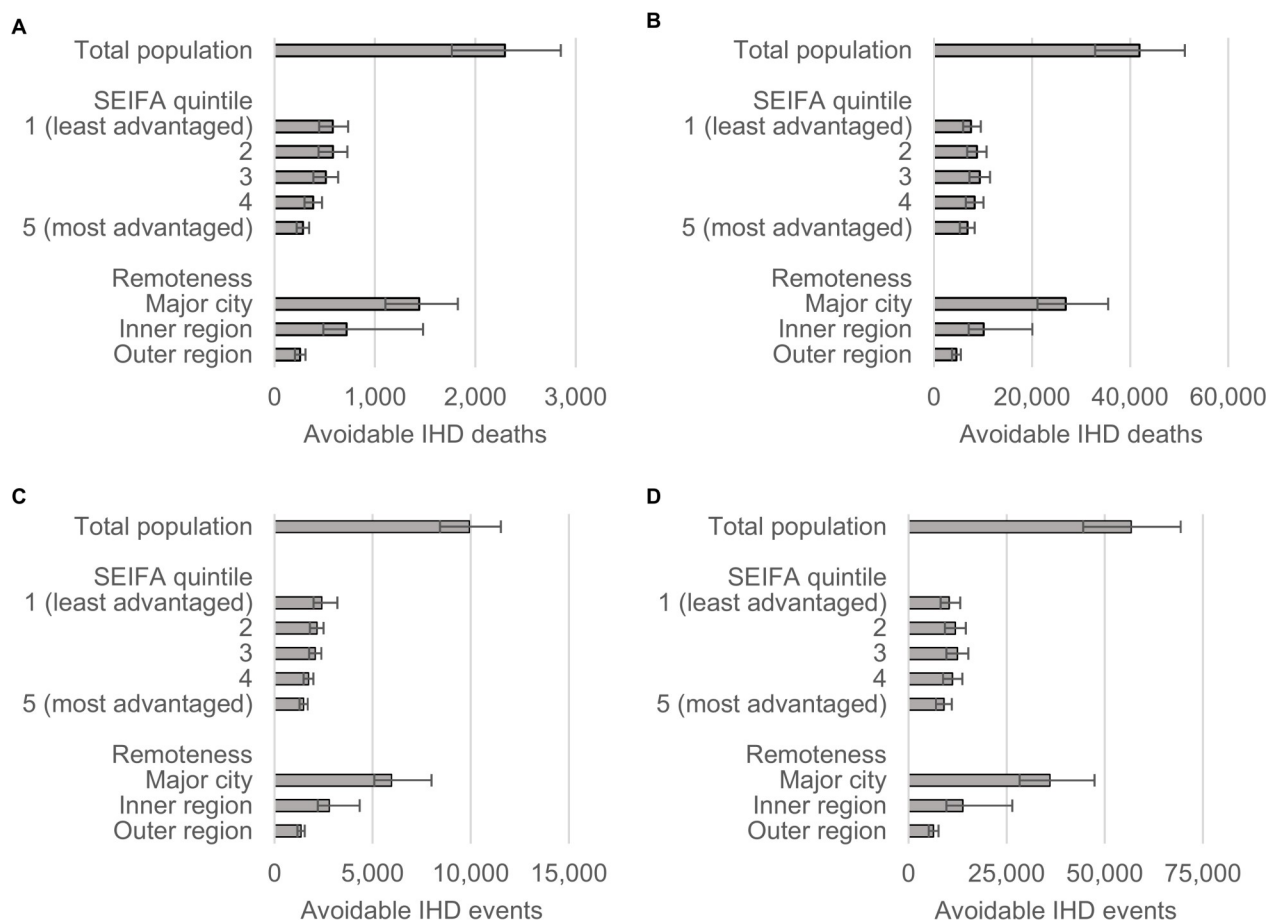 A
Total population
SEIFA quintile
1 (least advantaged)
2
3
4
5 (most advantaged)
Remoteness
Major city
Inner region
Outer region
0 1,000 2,000 3,000
Avoidable IHD deaths
B
Total population
SEIFA quintile
1 (least advantaged)
2
3
4
5 (most advantaged)
Remoteness
Major city
Inner region
Outer region
0 20,000 40,000 60,000
Avoidable IHD deaths
C
Total population
SEIFA quintile
1 (least advantaged)
2
3
4
5 (most advantaged)
Remoteness
Major city
Inner region
Outer region
0 5,000 10,000 15,000
Avoidable IHD events
D
Total population
SEIFA quintile
1 (least advantaged)
2
3
4
5 (most advantaged)
Remoteness
Major city
Inner region
Outer region
0 25,000 50,000 75,000
Avoidable IHD events